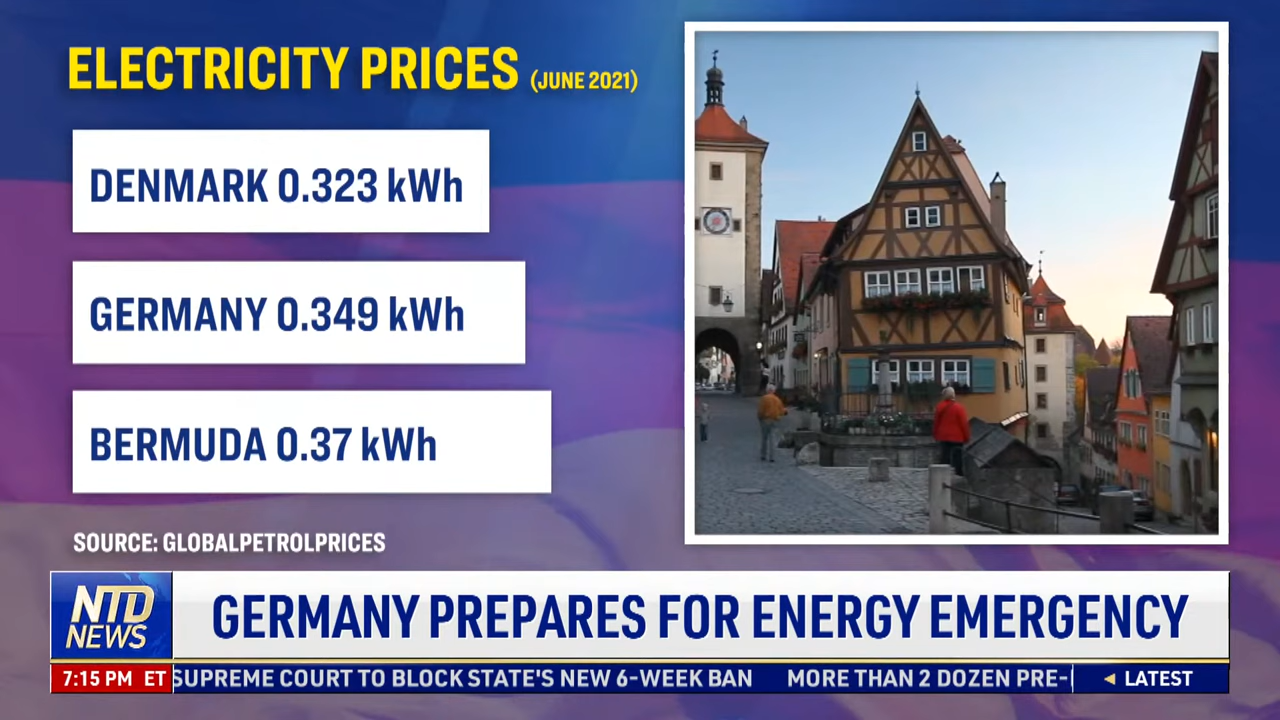 ELECTRICITY PRICES (JUNE 2021)
DENMARK 0.323 kWh
GERMANY 0.349 kWh
BERMUDA 0.37 kWh
SOURCE: GLOBALPETROLPRICES
NTD
NEWS
GERMANY PREPARES FOR ENERGY EMERGENCY
7:15 PM ET SUPREME COURT TO BLOCK STATE'S NEW 6-WEEK BAN MORE THAN 2 DOZEN PRE- ◄ LATEST